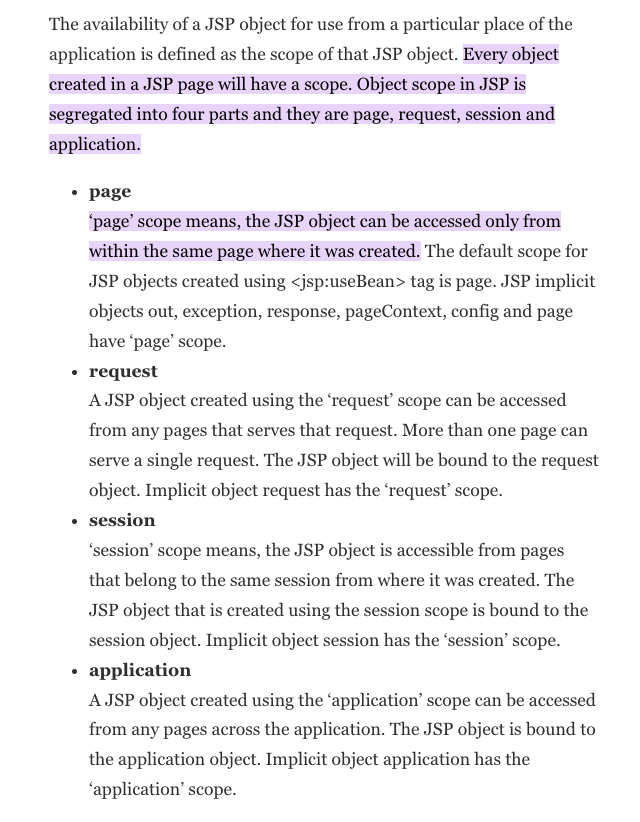 The availability of a JSP object for use from a particular place of the
application is defined as the scope of that JSP object. Every object
created in a JSP page will have a scope. Object scope in JSP is
segregated into four parts and they are page, request, session and
application.
• page
‘page’ scope means, the JSP object can be accessed only from
within the same page where it was created. The default scope for
JSP objects created using <jsp:useBean> tag is page. JSP implicit
objects out, exception, response, pageContext, config and page
have ‘page’ scope.
• request
A JSP object created using the ‘request’ scope can be accessed
from any pages that serves that request. More than one page can
serve a single request. The JSP object will be bound to the request
object. Implicit object request has the ‘request’ scope.
• session
‘session’ scope means, the JSP object is accessible from pages
that belong to the same session from where it was created. The
JSP object that is created using the session scope is bound to the
session object. Implicit object session has the ‘session’ scope.
• application
A JSP object created using the ‘application’ scope can be accessed
from any pages across the application. The JSP object is bound to
the application object. Implicit object application has the
‘application’ scope.